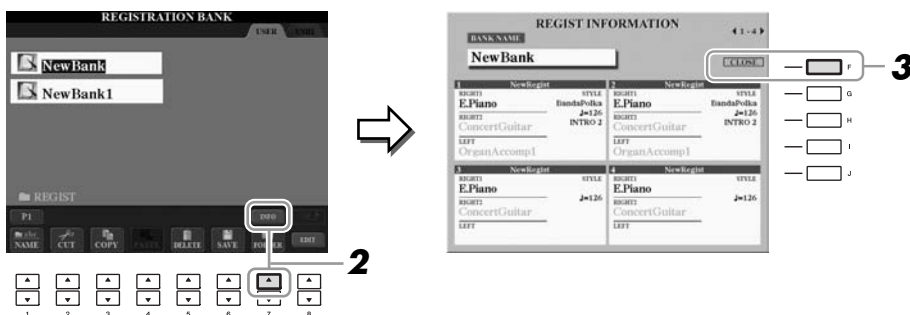 REGISTRATION BANK
USER
NewBank
NewBank1
REGIST
P1
INFO
NAME
CUT
COPY
PASTE
DELETE
SAVE
FOLDER
EDIT
1 2 3 4 5 6 7 8
2
REGIST INFORMATION
1-4
BANK NAME
NewBank
CLOSE
1 NewRegist
RIGHT1 STYLE
E.Piano BandaPolka
♩=126
RIGHT2 INTRO 2
ConcertGuitar
LEFT
OrganAccomp1
2 NewRegist
RIGHT1 STYLE
E.Piano BandaPolka
♩=126
RIGHT2 INTRO 2
ConcertGuitar
LEFT
OrganAccomp1
3 NewRegist
RIGHT1 STYLE
E.Piano
♩=126
RIGHT2
ConcertGuitar
LEFT
4 NewRegist
RIGHT1 STYLE
E.Piano
♩=126
RIGHT2
ConcertGuitar
LEFT
F
G
H
I
J
3